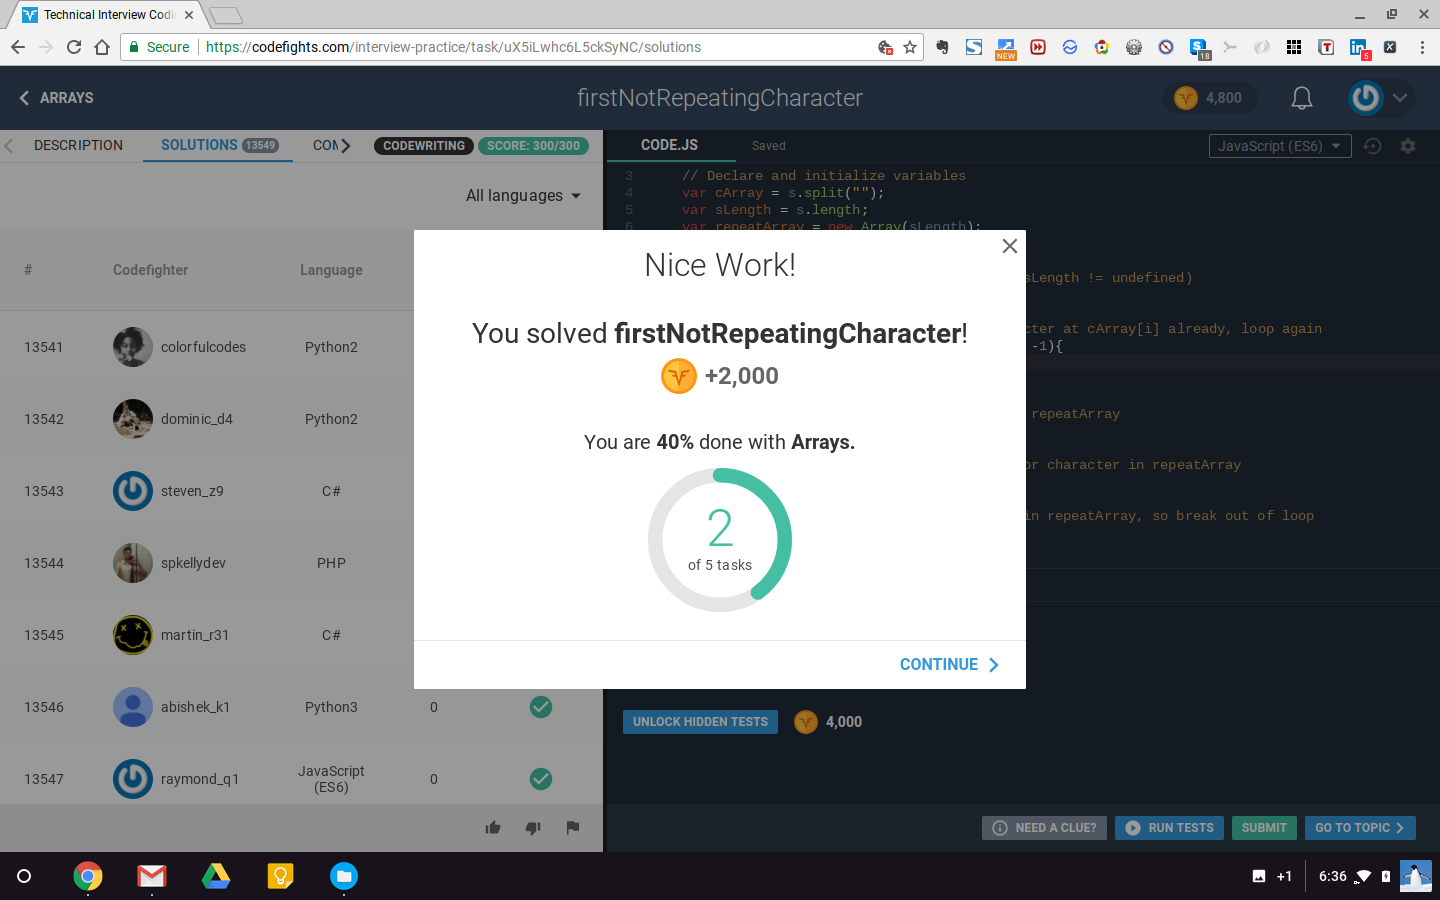 Technical Interview Codi
Secure https://codefights.com/interview-practice/task/uX5iLwhc6L5ckSyNC/solutions
NEW
18
T
5
ARRAYS
firstNotRepeatingCharacter
4,800
DESCRIPTION
SOLUTIONS 13549
CODEWRITING
SCORE: 300/300
CODE.JS
Saved
JavaScript (ES6)
All languages
3 // Declare and initialize variables
4 var cArray = s.split("");
5 var sLength = s.length;
6 var repeatArray = new Array(sLength);
sLength != undefined)
cter at cArray[i] already, loop again
-1){
repeatArray
or character in repeatArray
in repeatArray, so break out of loop
# Codefighter Language
13541 colorfulcodes Python2
13542 dominic_d4 Python2
13543 steven_z9 C#
13544 spkellydev PHP
13545 martin_r31 C#
13546 abishek_k1 Python3 0
13547 raymond_q1 JavaScript (ES6) 0
Nice Work!
You solved firstNotRepeatingCharacter!
+2,000
You are 40% done with Arrays.
2
of 5 tasks
CONTINUE
UNLOCK HIDDEN TESTS
4,000
NEED A CLUE?
RUN TESTS
SUBMIT
GO TO TOPIC
+1
6:36